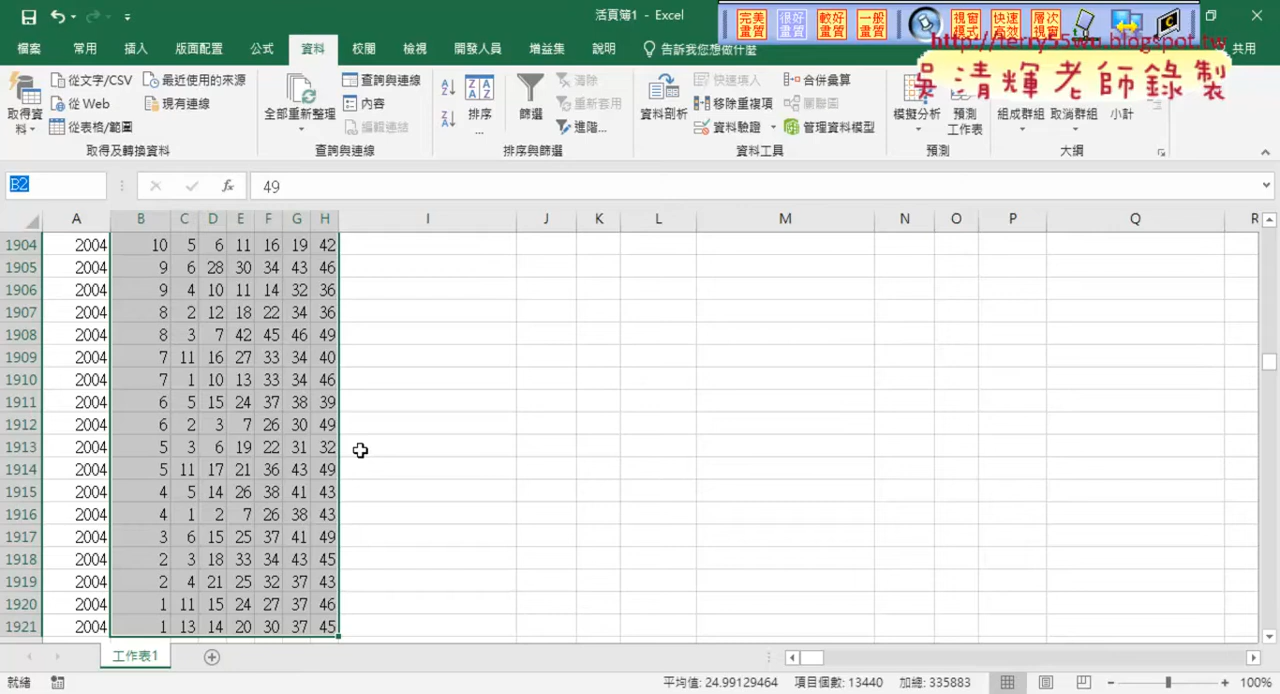 活頁簿1 - Excel
完美畫質 很好畫質 較好畫質 一般畫質 視窗模式 快速高效 層次視窗
檔案 常用 插入 版面配置 公式 資料 校閱 檢視 開發人員 增益集 說明 告訴我您想做什麼 共用
http://terry55wu.blogspot.tw
吳清輝老師錄製
取得資料 從文字/CSV 從 Web 從表格/範圍 最近使用的來源 現有連線 取得及轉換資料
全部重新整理 查詢與連線 內容 編輯連結 查詢與連線
排序... 篩選 清除 重新套用 進階... 排序與篩選
資料剖析 快速填入 移除重複項 資料驗證 合併彙算 關聯圖 管理資料模型 資料工具
模擬分析 預測工作表 預測
組成群組 取消群組 小計 大綱
B2 fx 49
A B C D E F G H I J K L M N O P Q R
1904 2004 10 5 6 11 16 19 42
1905 2004 9 6 28 30 34 43 46
1906 2004 9 4 10 11 14 32 36
1907 2004 8 2 12 18 22 34 36
1908 2004 8 3 7 42 45 46 49
1909 2004 7 11 16 27 33 34 40
1910 2004 7 1 10 13 33 34 46
1911 2004 6 5 15 24 37 38 39
1912 2004 6 2 3 7 26 30 49
1913 2004 5 3 6 19 22 31 32
1914 2004 5 11 17 21 36 43 49
1915 2004 4 5 14 26 38 41 43
1916 2004 4 1 2 7 26 38 43
1917 2004 3 6 15 25 37 41 49
1918 2004 2 3 18 33 34 43 45
1919 2004 2 4 21 25 32 37 43
1920 2004 1 11 15 24 27 37 46
1921 2004 1 13 14 20 30 37 45
工作表1
就緒 平均值: 24.99129464 項目個數: 13440 加總: 335883 100%